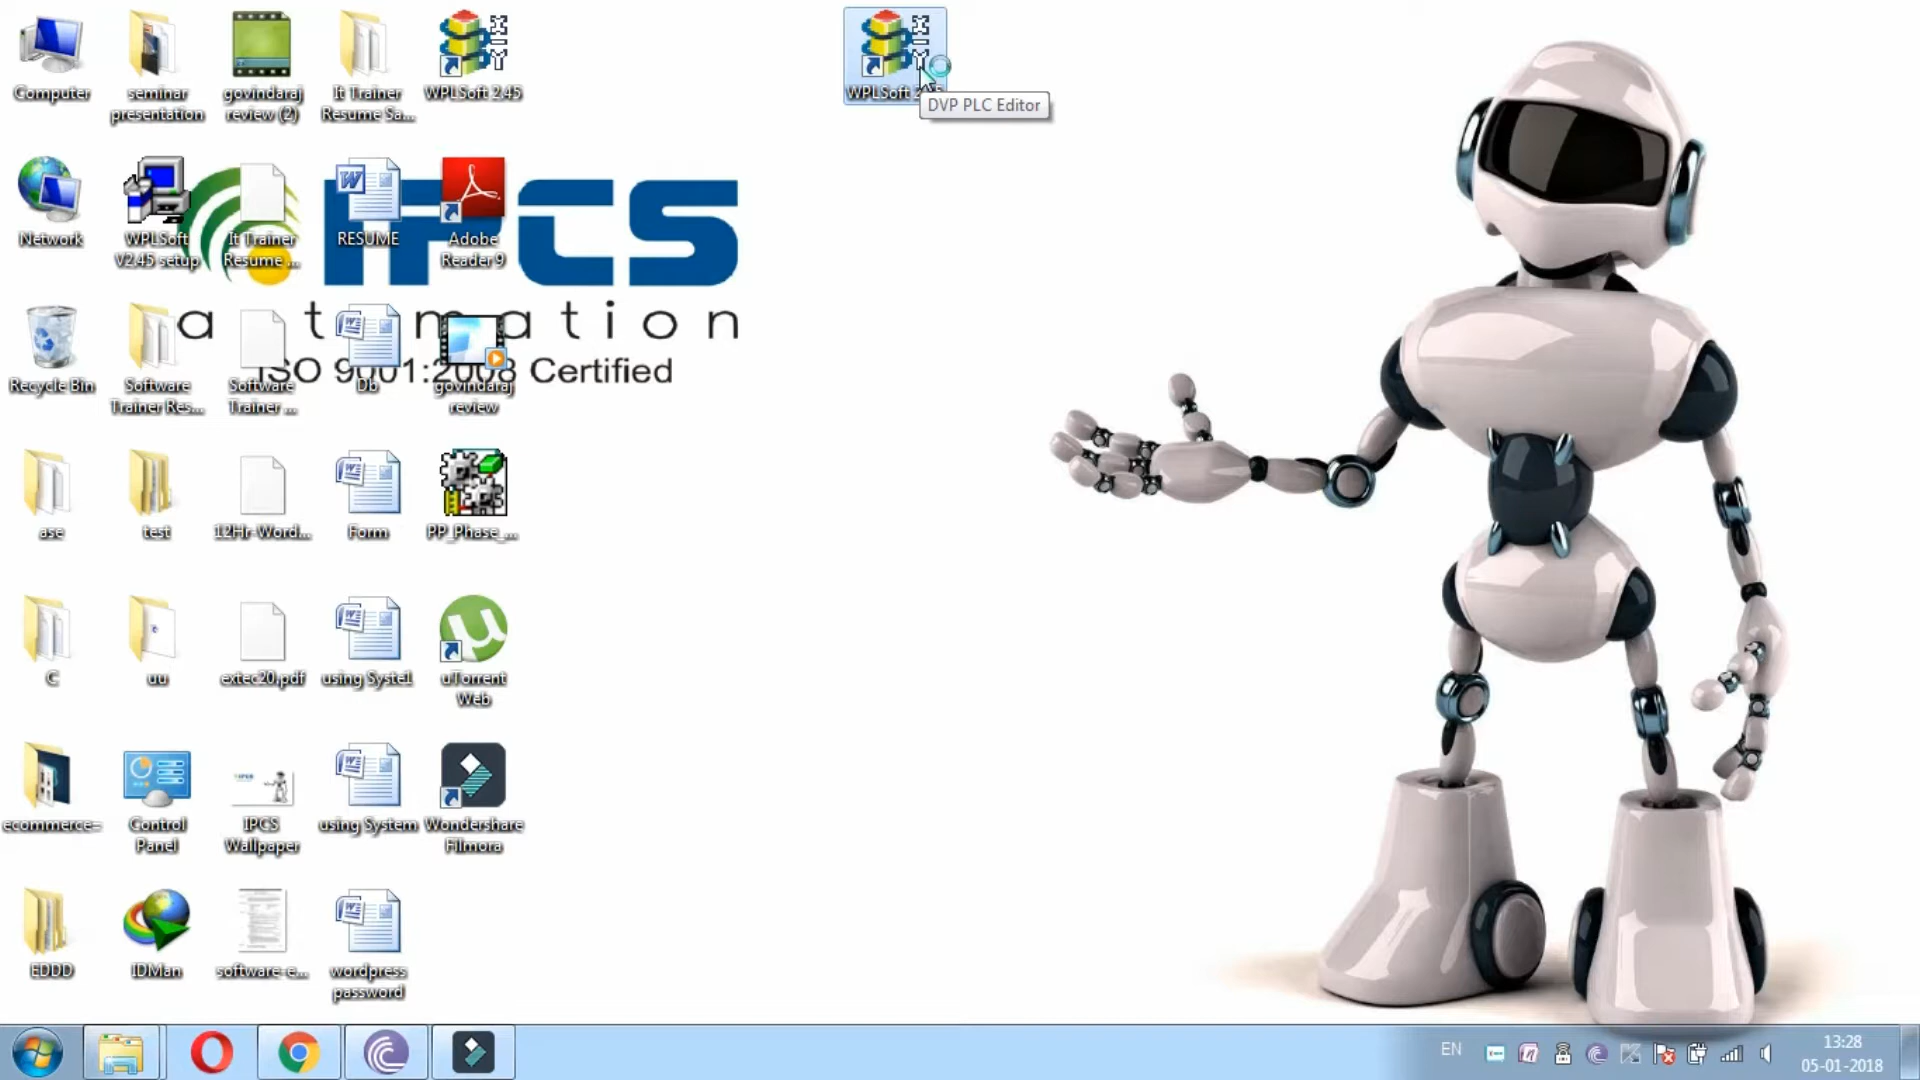 Computer
seminar
presentation
govindaraj
review (2)
It Trainer
Resume Sa...
WPLSoft 2.45
WPLSoft
DVP PLC Editor
Network
WPLSoft
V2.45 setup
It Trainer
Resume ...
RESUME
Adobe
Reader 9
IPCS
automation
ISO 9001:2008 Certified
Recycle Bin
Software
Trainer Res...
Software
Trainer ...
Db
govindaraj
review
ase
test
12Hr-Word...
Form
PP_Phase_...
C
uu
extec20.pdf
using Syste1
uTorrent
Web
ecommerce=
Control
Panel
IPCS
Wallpaper
using System
Wondershare
Filmora
EDDD
IDMan
software-e...
wordpress
password
EN
13:28
05-01-2018